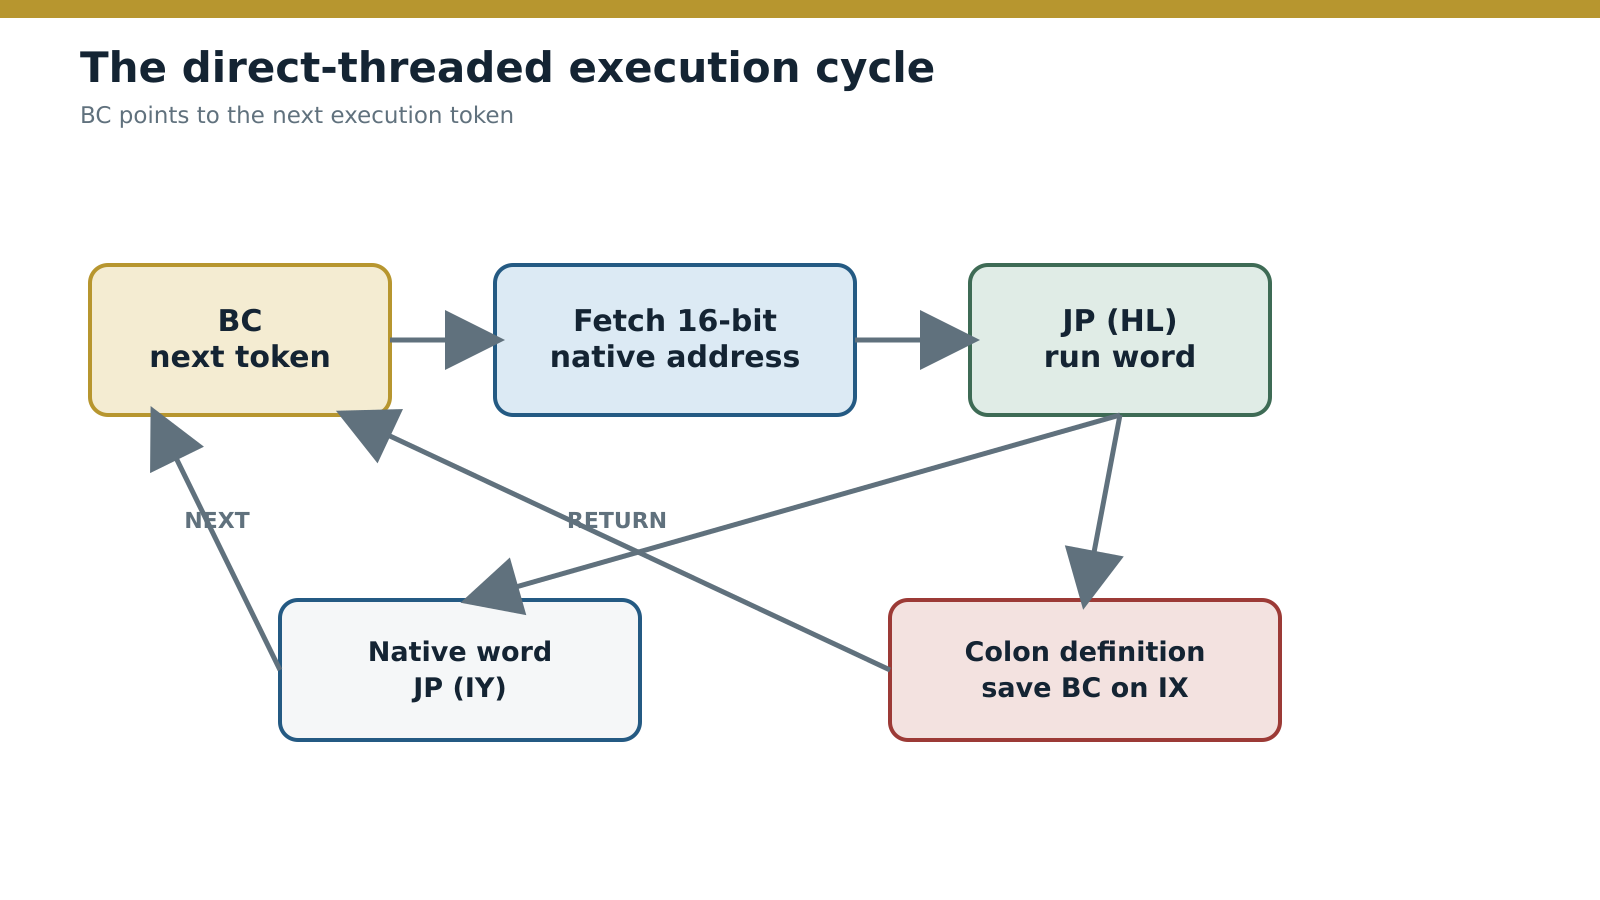 The direct-threaded execution cycle
BC points to the next execution token
BC
next token
Fetch 16-bit
native address
JP (HL)
run word
NEXT
RETURN
Native word
JP (IY)
Colon definition
save BC on IX